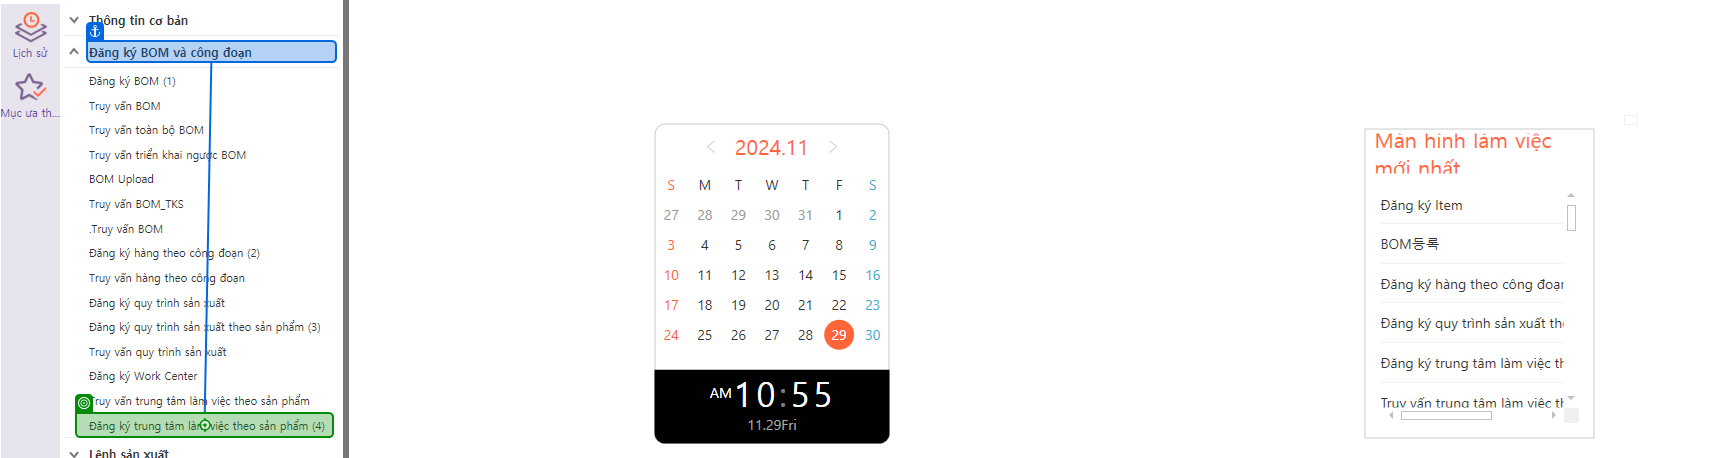 Lịch sử
Mục ưa th...
Thông tin cơ bản
Đăng ký BOM và công đoạn
Đăng ký BOM (1)
Truy vấn BOM
Truy vấn toàn bộ BOM
Truy vấn triển khai ngược BOM
BOM Upload
Truy vấn BOM_TKS
.Truy vấn BOM
Đăng ký hàng theo công đoạn (2)
Truy vấn hàng theo công đoạn
Đăng ký quy trình sản xuất
Đăng ký quy trình sản xuất theo sản phẩm (3)
Truy vấn quy trình sản xuất
Đăng ký Work Center
Truy vấn trung tâm làm việc theo sản phẩm
Đăng ký trung tâm làm việc theo sản phẩm (4)
Lệnh sản xuất
2024.11
S M T W T F S
27 28 29 30 31 1 2
3 4 5 6 7 8 9
10 11 12 13 14 15 16
17 18 19 20 21 22 23
24 25 26 27 28 29 30
AM 10:55
11.29Fri
Màn hình làm việc
mới nhất
Đăng ký Item
BOM등록
Đăng ký hàng theo công đoạn
Đăng ký quy trình sản xuất the
Đăng ký trung tâm làm việc th
Truy vấn trung tâm làm việc th